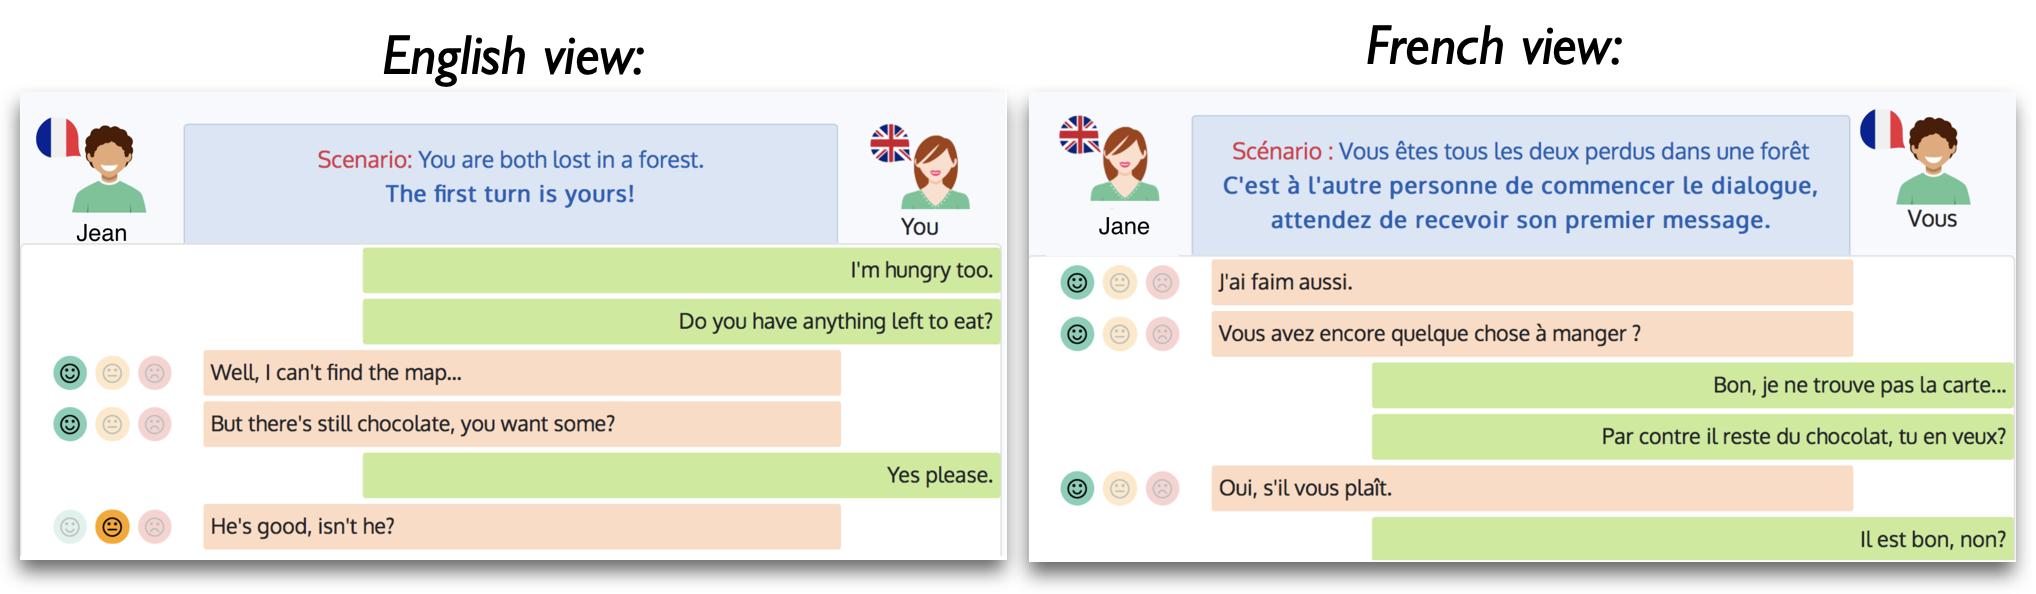 English view:
Jean
Scenario: You are both lost in a forest.
The first turn is yours!
You
I'm hungry too.
Do you have anything left to eat?
Well, I can't find the map...
But there's still chocolate, you want some?
Yes please.
He's good, isn't he?
French view:
Jane
Scénario : Vous êtes tous les deux perdus dans une forêt
C'est à l'autre personne de commencer le dialogue,
attendez de recevoir son premier message.
Vous
J'ai faim aussi.
Vous avez encore quelque chose à manger ?
Bon, je ne trouve pas la carte...
Par contre il reste du chocolat, tu en veux?
Oui, s'il vous plaît.
Il est bon, non?